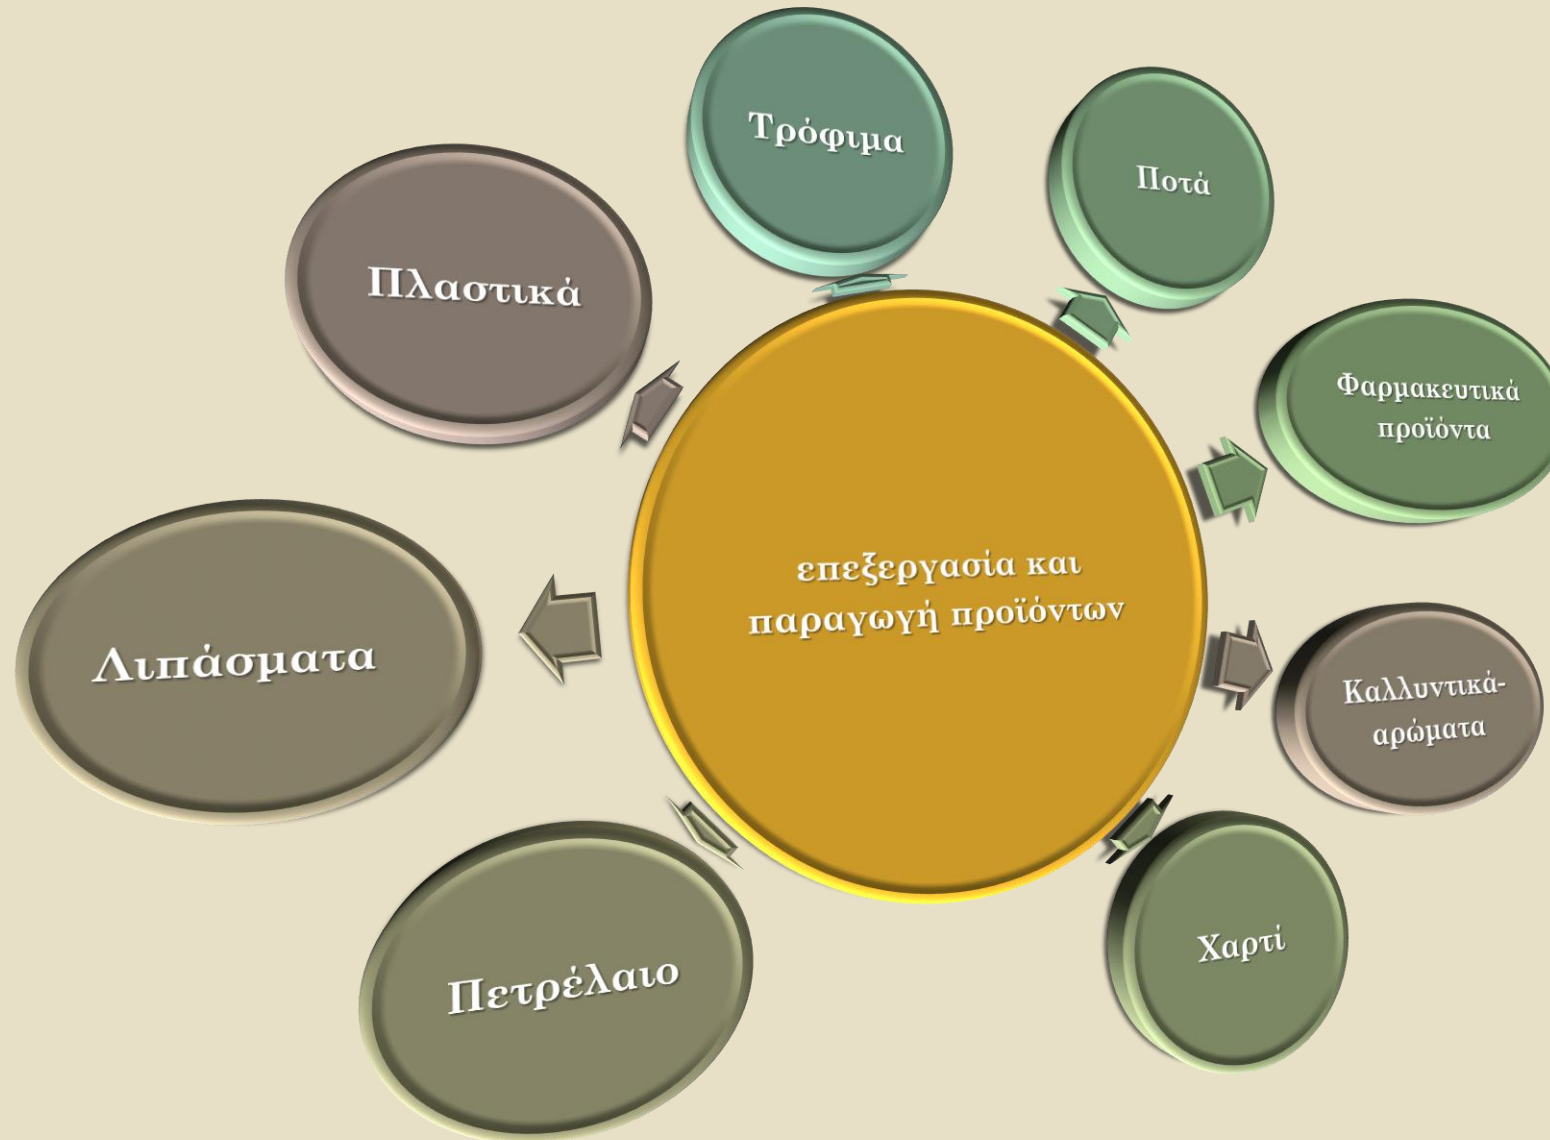 Τρόφιμα
Ποτά
Φαρμακευτικά
προϊόντα
Καλλυντικά-
αρώματα
Χαρτί
Πετρέλαιο
Λιπάσματα
Πλαστικά
επεξεργασία και
παραγωγή προϊόντων